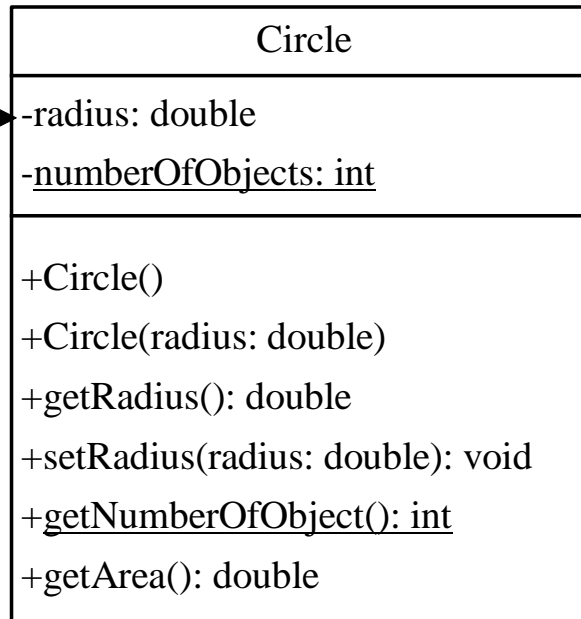 Circle
-radius: double
-numberOfObjects: int
+Circle()
+Circle(radius: double)
+getRadius(): double
+setRadius(radius: double): void
+getNumberOfObject(): int
+getArea(): double